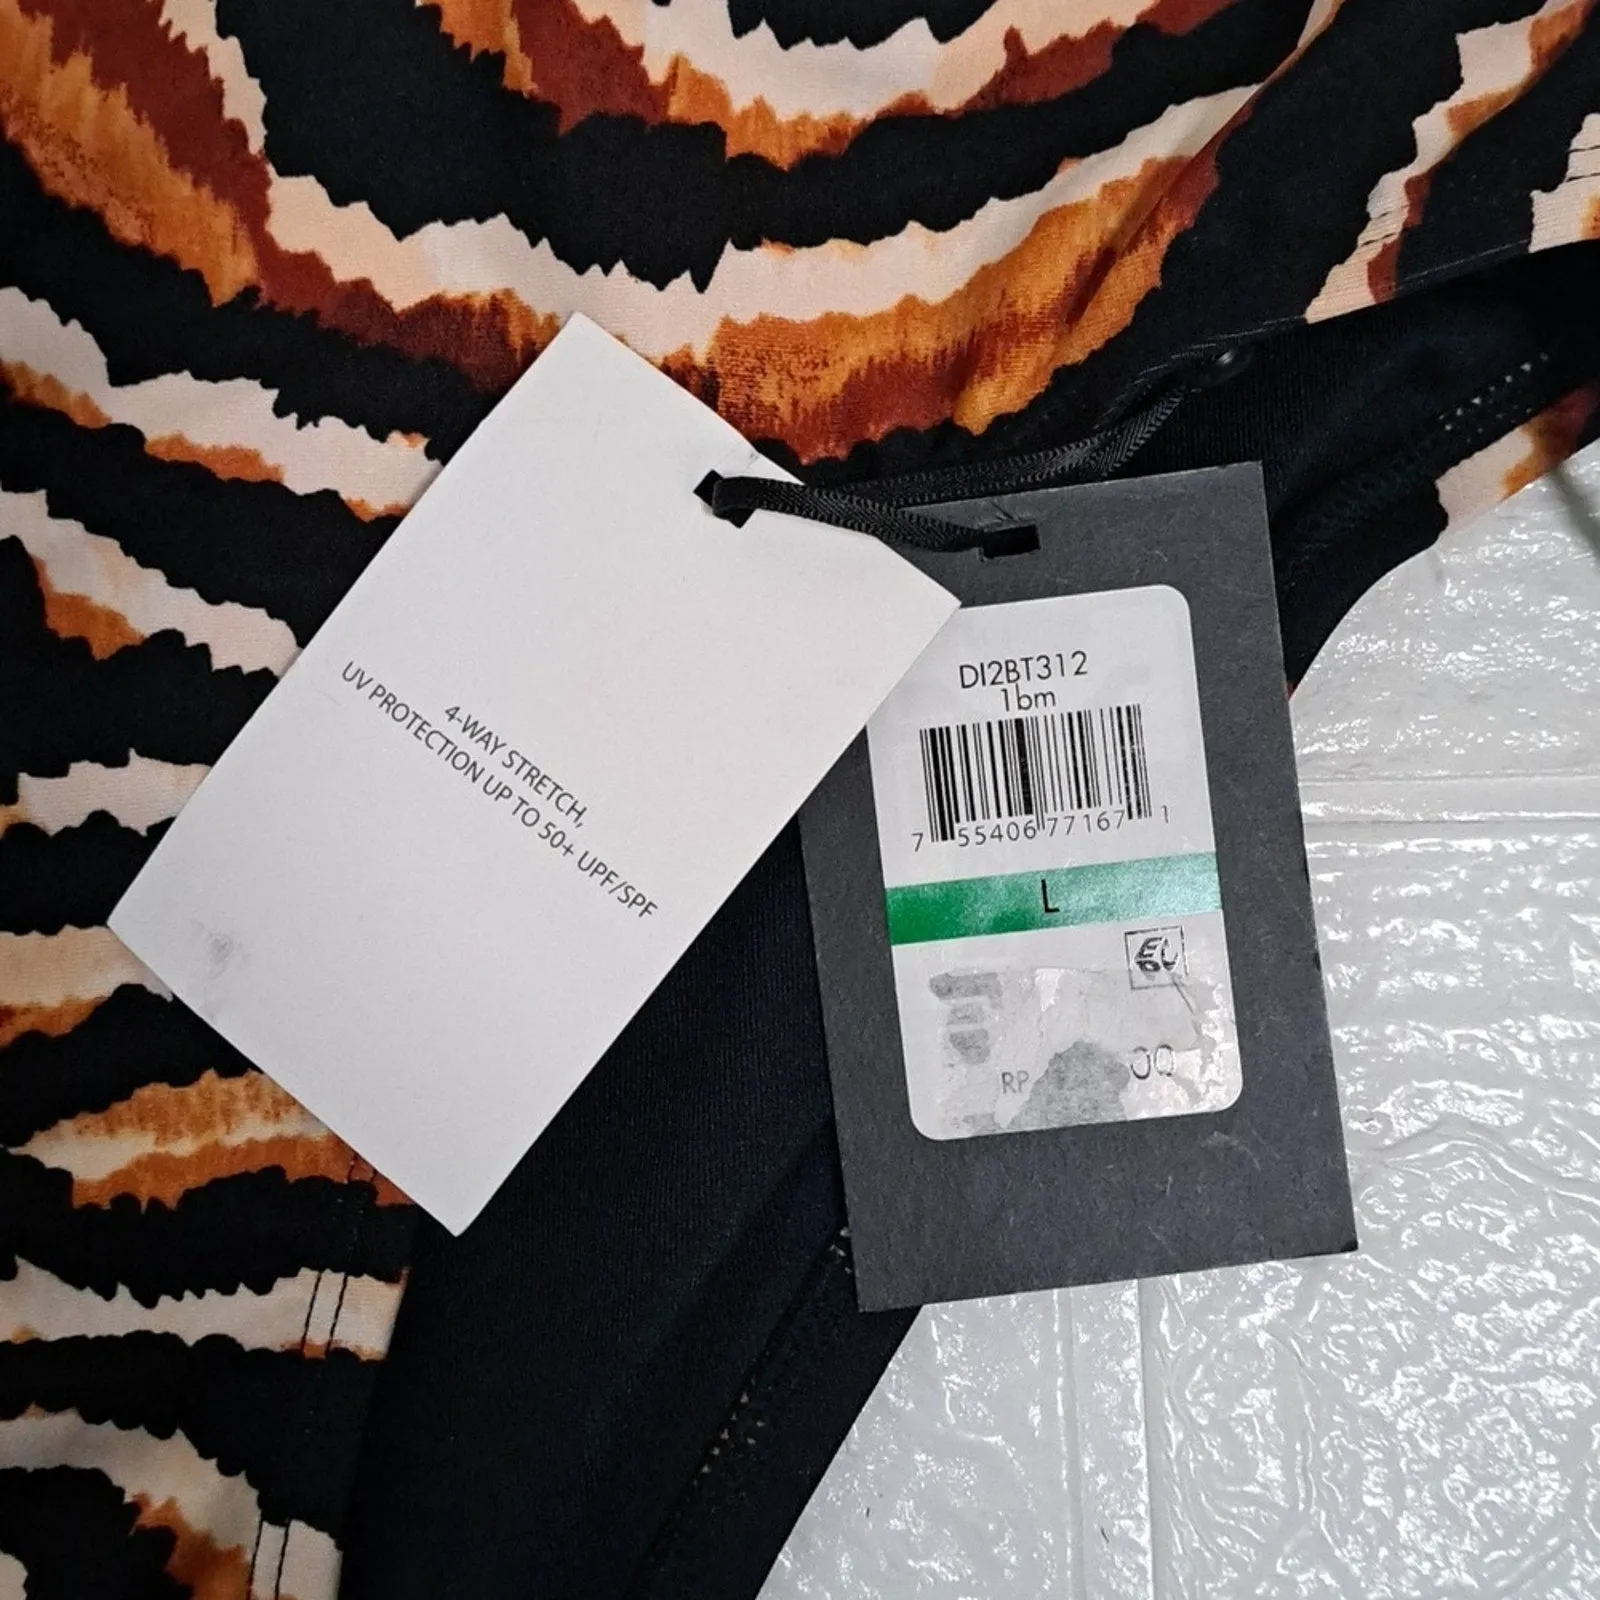 4-WAY STRETCH,
UV PROTECTION UP TO 50+ UPF/SPF
DI2BT312
1bm
7 55406 77167 1
L
RP